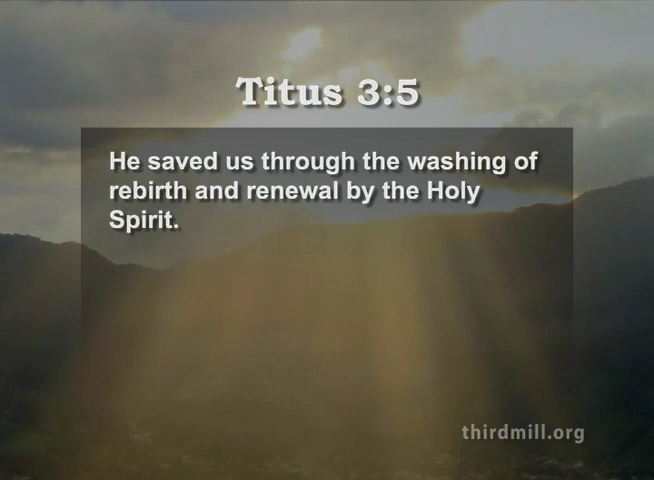 Titus 3:5
He saved us through the washing of
rebirth and renewal by the Holy
Spirit.
thirdmill.org